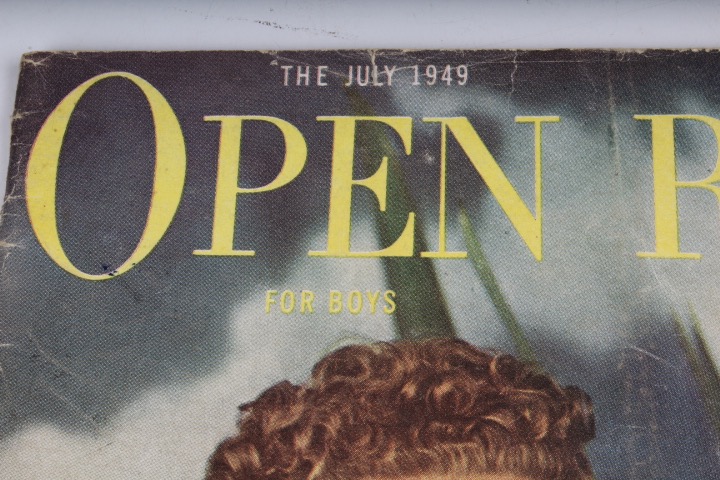 THE JULY 1949
OPEN R
FOR BOYS